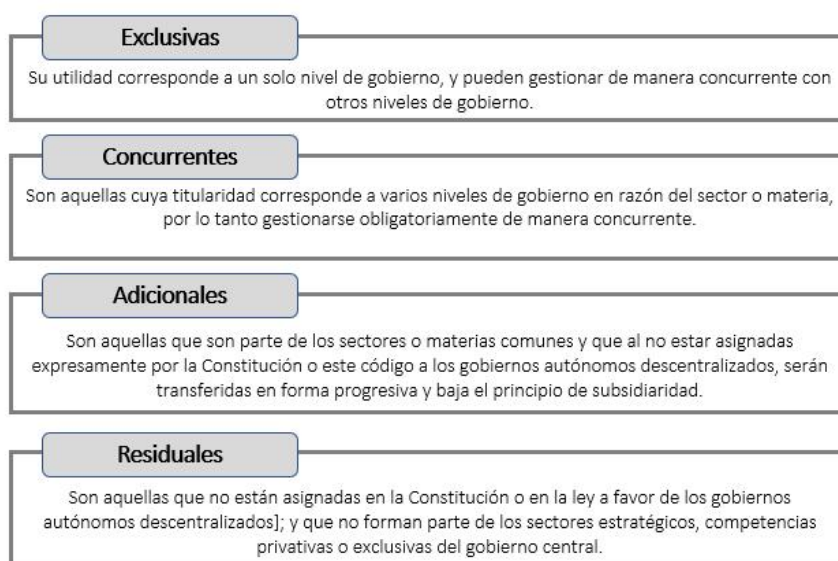 Exclusivas
Su utilidad corresponde a un solo nivel de gobierno, y pueden gestionar de manera concurrente con
otros niveles de gobierno.
Concurrentes
Son aquellas cuya titularidad corresponde a varios niveles de gobierno en razón del sector o materia,
por lo tanto gestionarse obligatoriamente de manera concurrente.
Adicionales
Son aquellas que son parte de los sectores o materias comunes y que al no estar asignadas
expresamente por la Constitución o este código a los gobiernos autónomos descentralizados, serán
transferidas en forma progresiva y baja el principio de subsidiaridad.
Residuales
Son aquellas que no están asignadas en la Constitución o en la ley a favor de los gobiernos
autónomos descentralizados]; y que no forman parte de los sectores estratégicos, competencias
privativas o exclusivas del gobierno central.